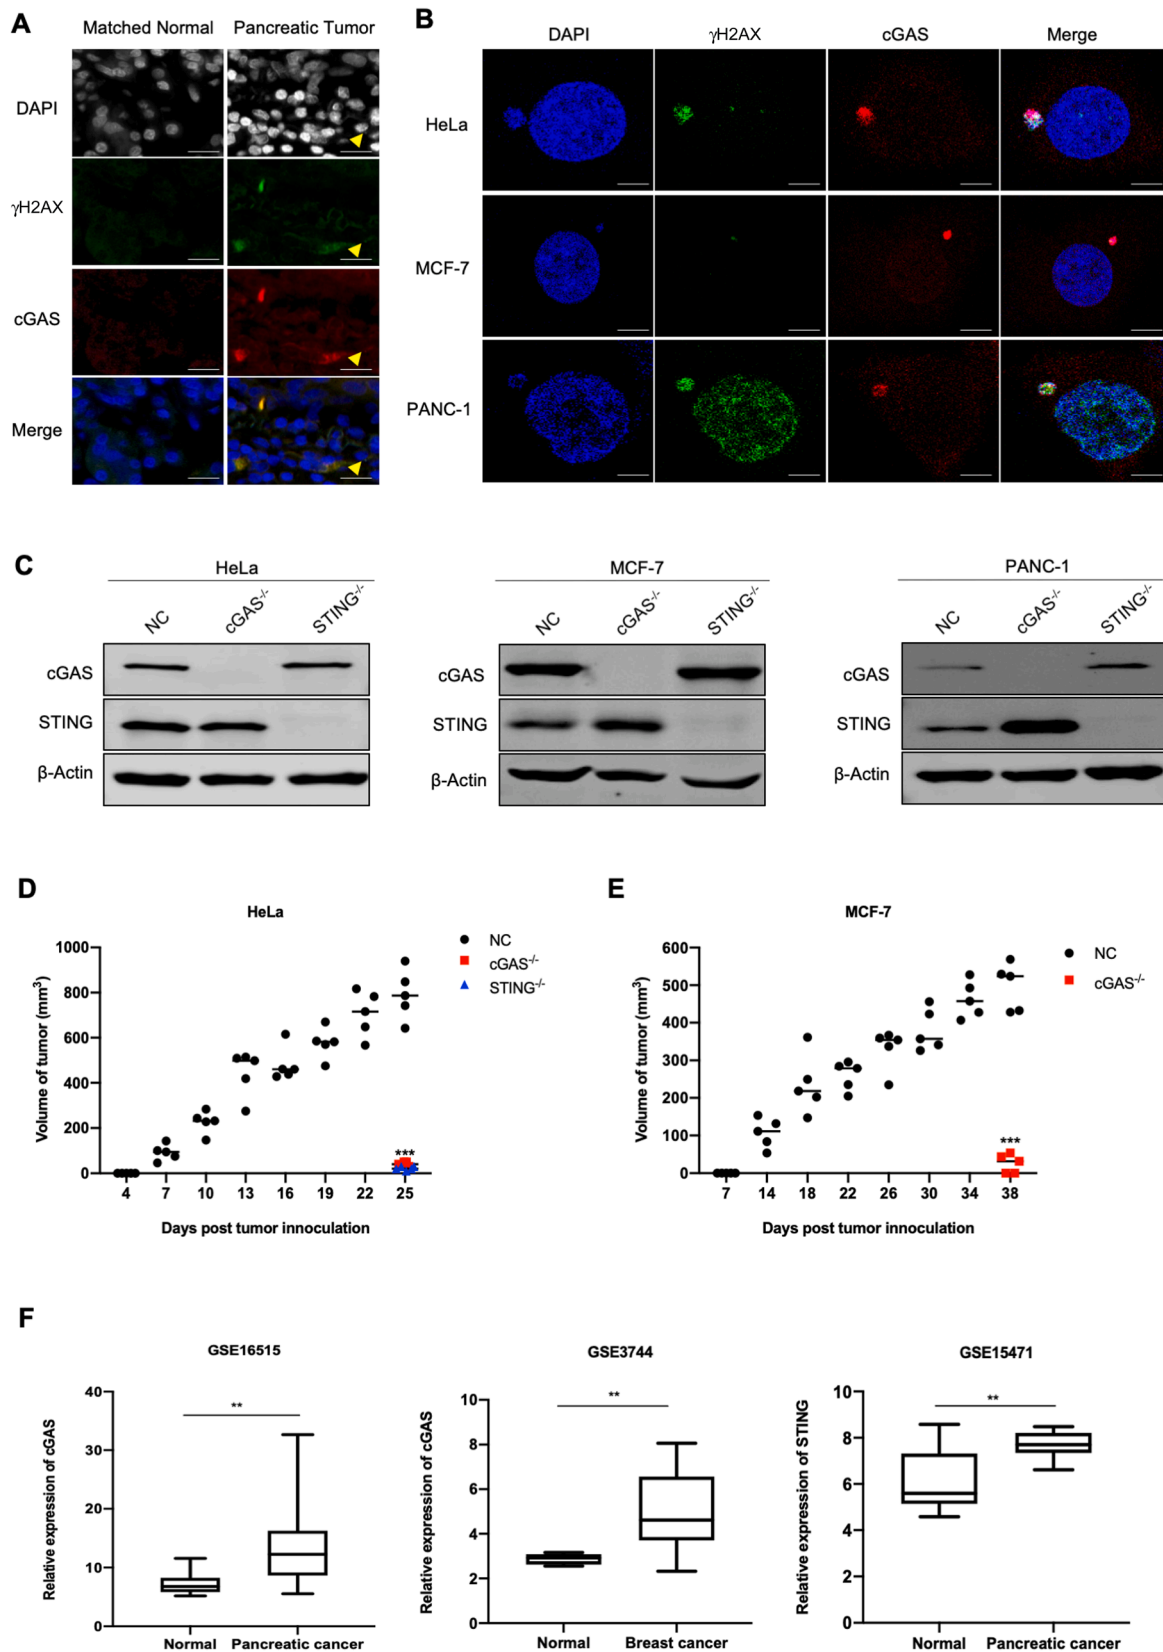 A
Matched Normal Pancreatic Tumor
DAPI
γH2AX
cGAS
Merge
B
DAPI γH2AX cGAS Merge
HeLa
MCF-7
PANC-1
C
HeLa
NC cGAS-/- STING-/-
cGAS
STING
β-Actin
MCF-7
NC cGAS-/- STING-/-
cGAS
STING
β-Actin
PANC-1
NC cGAS-/- STING-/-
cGAS
STING
β-Actin
D
HeLa
Volume of tumor (mm3)
1000
800
600
400
200
0
4 7 10 13 16 19 22 25
Days post tumor innoculation
***
NC
cGAS-/-
STING-/-
E
MCF-7
Volume of tumor (mm3)
600
500
400
300
200
100
0
7 14 18 22 26 30 34 38
Days post tumor innoculation
***
NC
cGAS-/-
F
GSE16515
Relative expression of cGAS
40
30
20
10
0
**
Normal Pancreatic cancer
GSE3744
Relative expression of cGAS
10
8
6
4
2
0
**
Normal Breast cancer
GSE15471
Relative expression of STING
10
8
6
4
2
0
**
Normal Pancreatic cancer